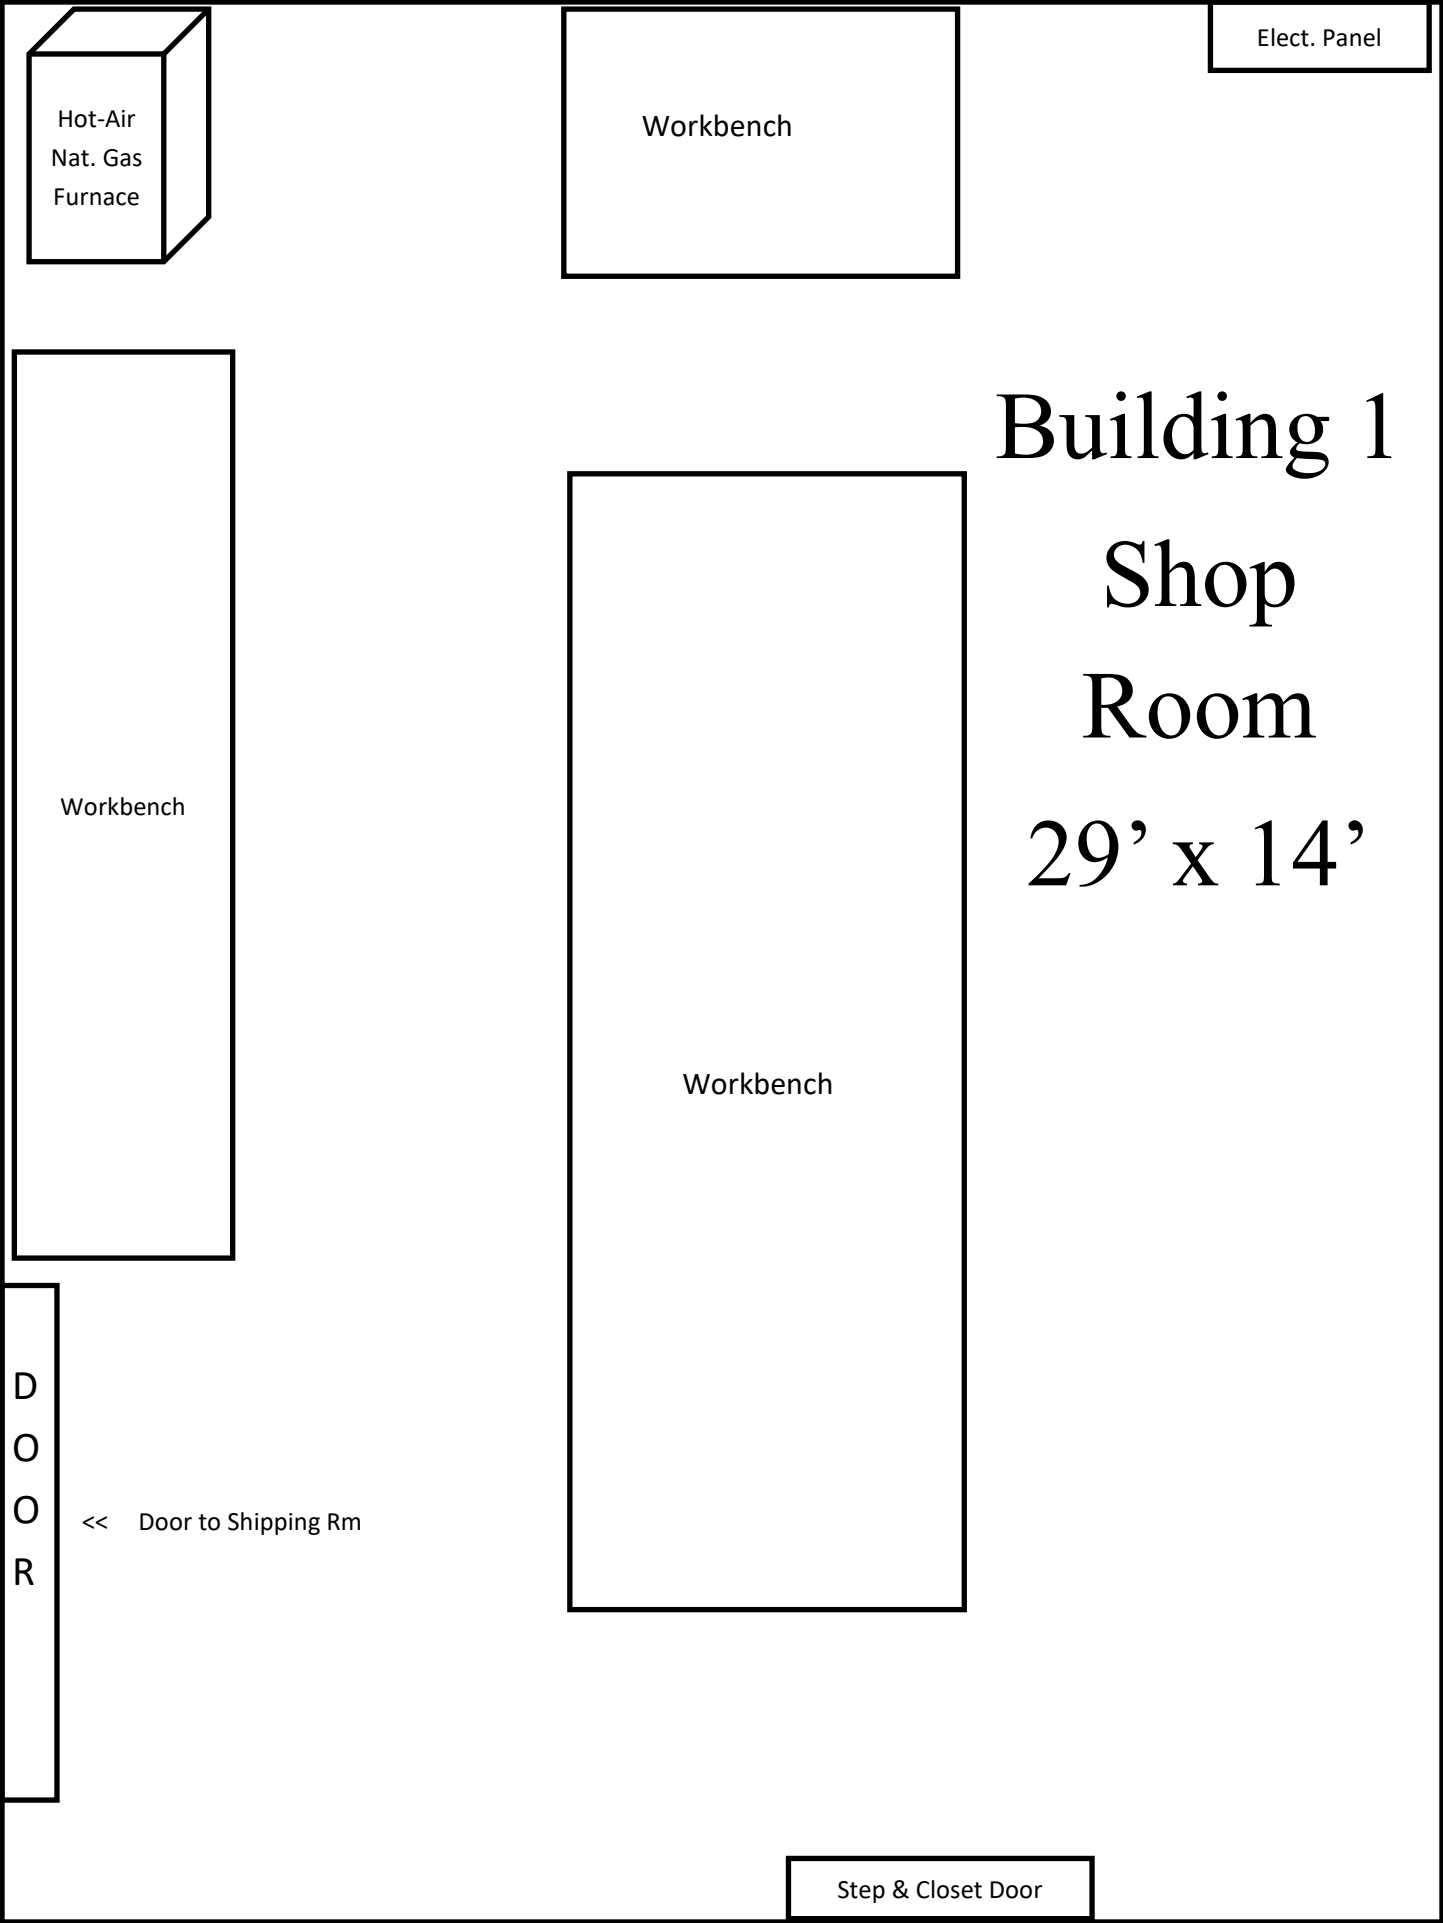 Elect. Panel
Hot-Air
Nat. Gas
Furnace
Workbench
Building 1
Shop
Room
29’ x 14’
Workbench
Workbench
D
O
O
R
<< Door to Shipping Rm
Step & Closet Door